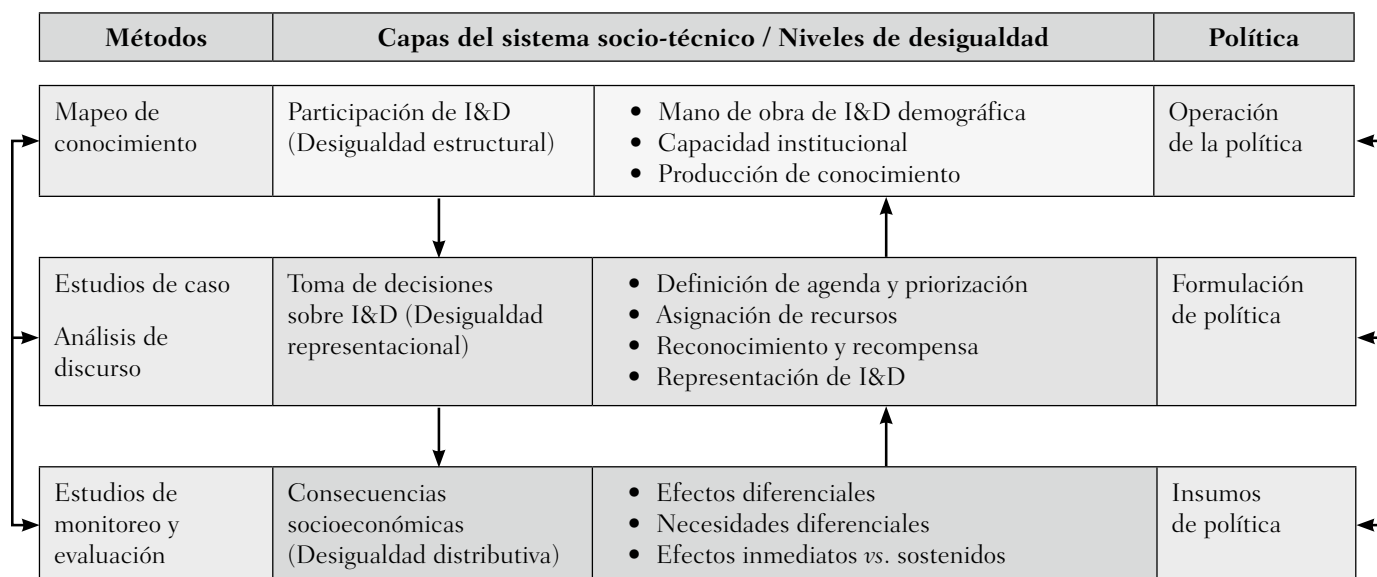 Métodos
Capas del sistema socio-técnico / Niveles de desigualdad
Política
Mapeo de
conocimiento
Participación de I&D
(Desigualdad estructural)
• Mano de obra de I&D demográfica
• Capacidad institucional
• Producción de conocimiento
Operación
de la política
Estudios de caso
Análisis de
discurso
Toma de decisiones
sobre I&D (Desigualdad
representacional)
• Definición de agenda y priorización
• Asignación de recursos
• Reconocimiento y recompensa
• Representación de I&D
Formulación
de política
Estudios de
monitoreo y
evaluación
Consecuencias
socioeconómicas
(Desigualdad distributiva)
• Efectos diferenciales
• Necesidades diferenciales
• Efectos inmediatos vs. sostenidos
Insumos
de política